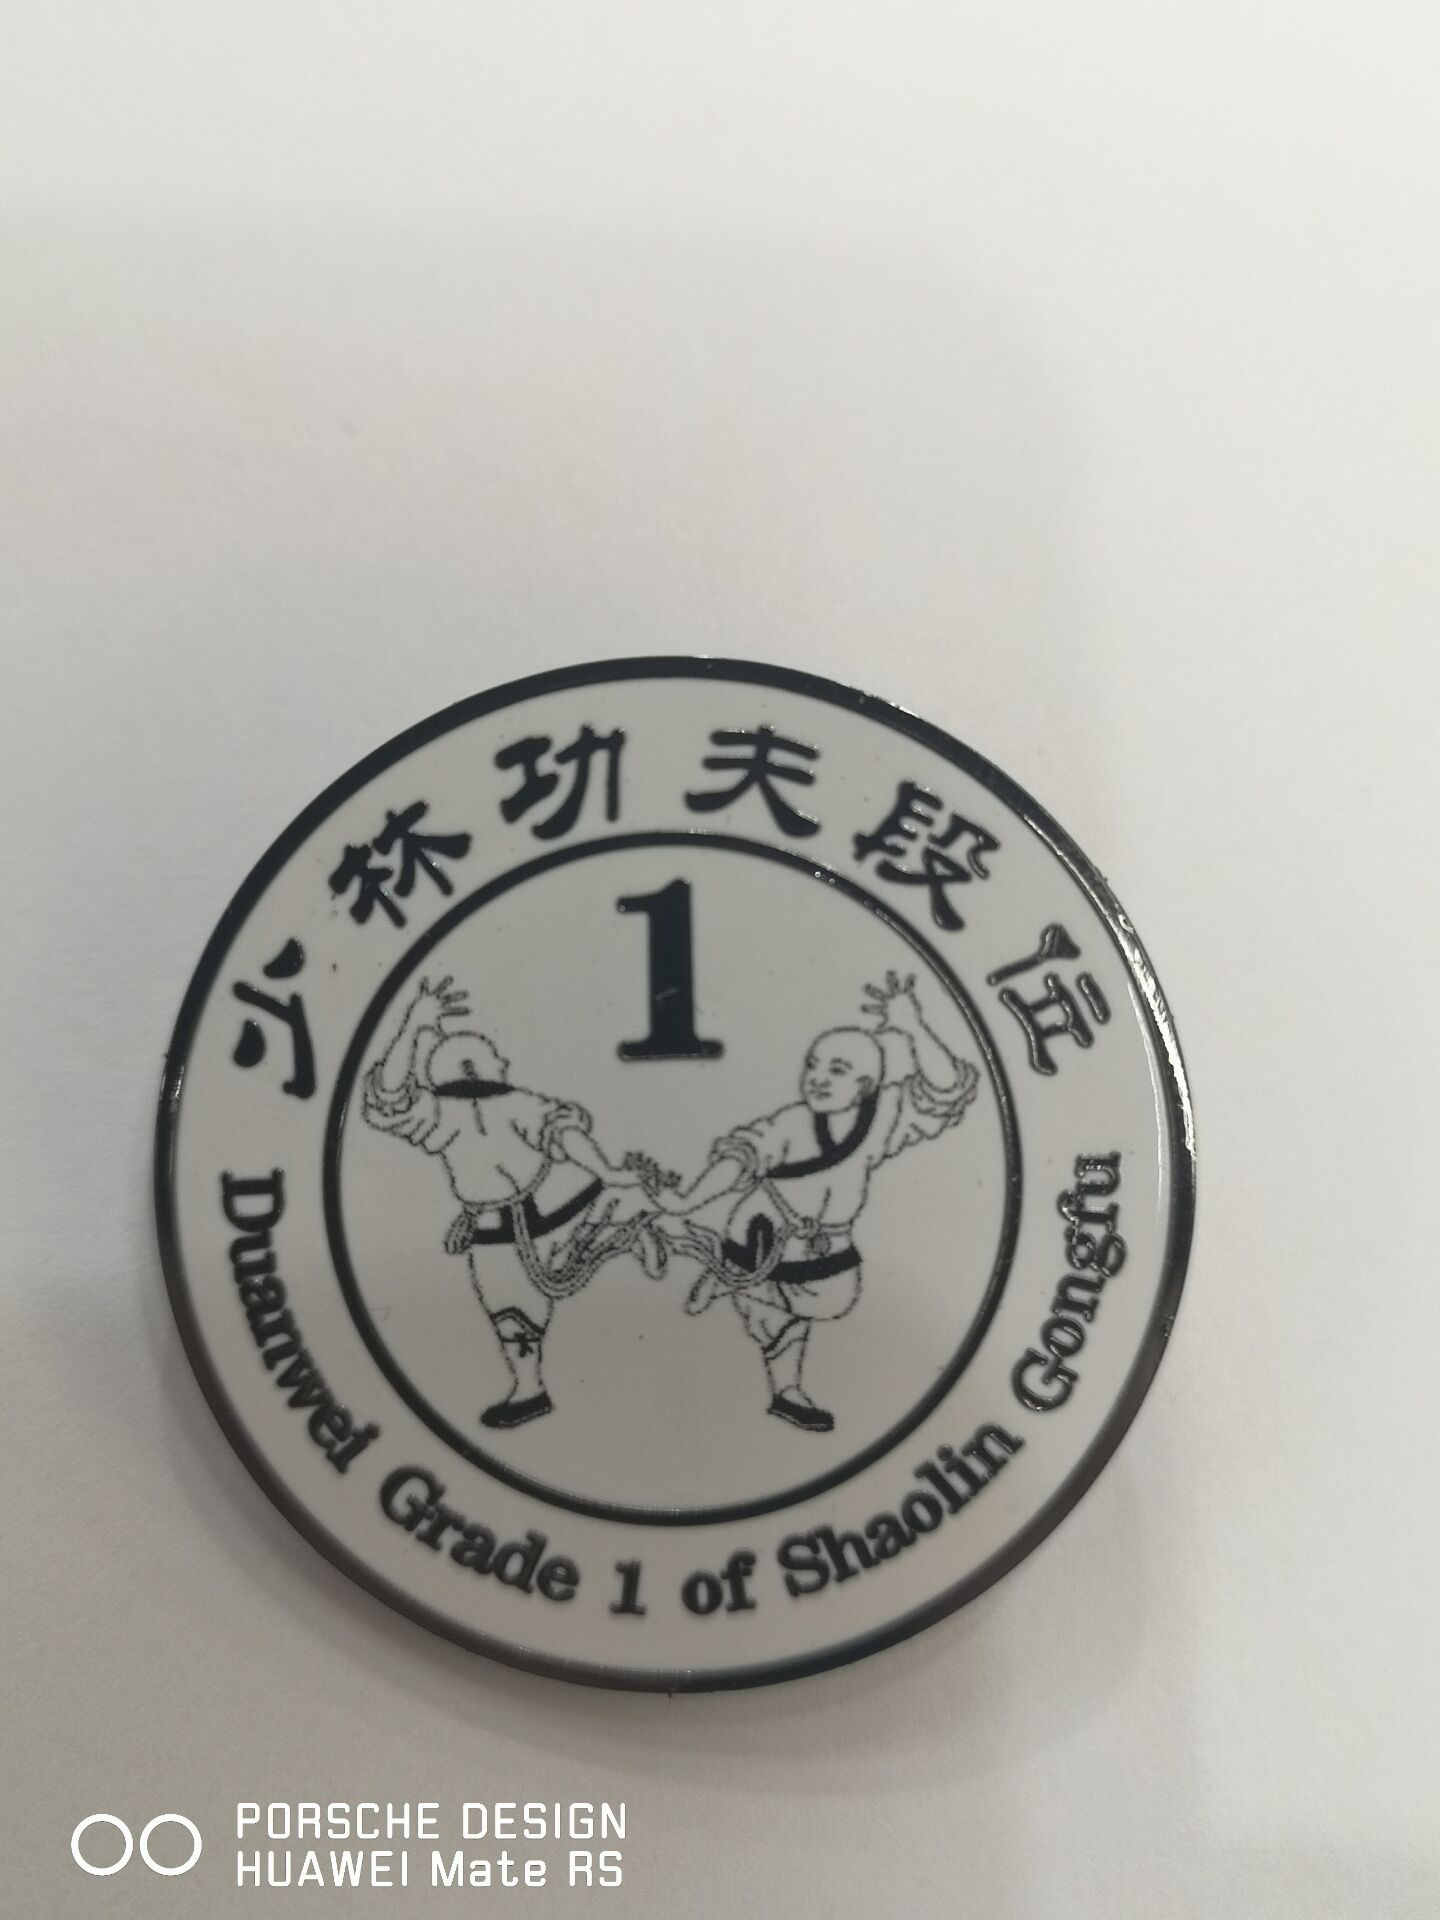 少林功夫段位
1
Duanwei Grade 1 of Shaolin Gongfu
PORSCHE DESIGN
HUAWEI Mate RS